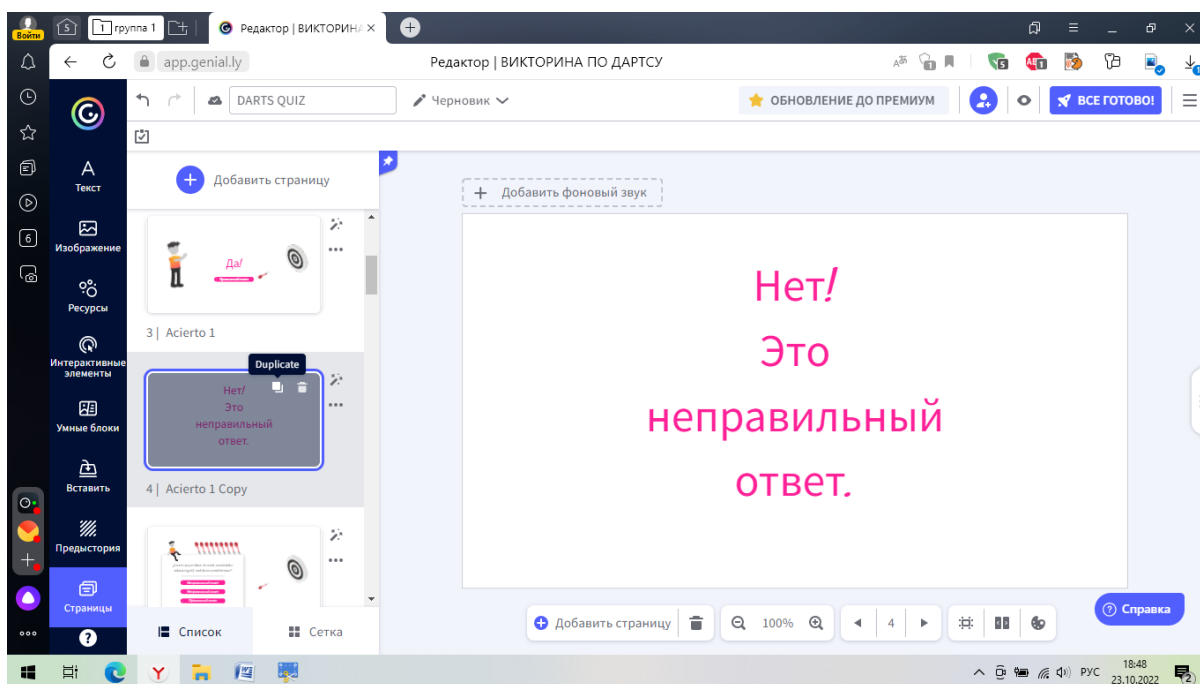 Войти
5
1 группа 1
Редактор | ВИКТОРИНА
app.genial.ly
Редактор | ВИКТОРИНА ПО ДАРТСУ
DARTS QUIZ
Черновик
ОБНОВЛЕНИЕ ДО ПРЕМИУМ
ВСЕ ГОТОВО!
Текст
Изображение
Ресурсы
Интерактивные
элементы
Умные блоки
Вставить
Предыстория
Страницы
6
Добавить страницу
Да!
3 | Acierto 1
Duplicate
Нет!
Это
неправильный
ответ.
4 | Acierto 1 Copy
Список
Сетка
Добавить фоновый звук
Нет!
Это
неправильный
ответ.
Добавить страницу
100%
4
Справка
РУС
18:48
23.10.2022